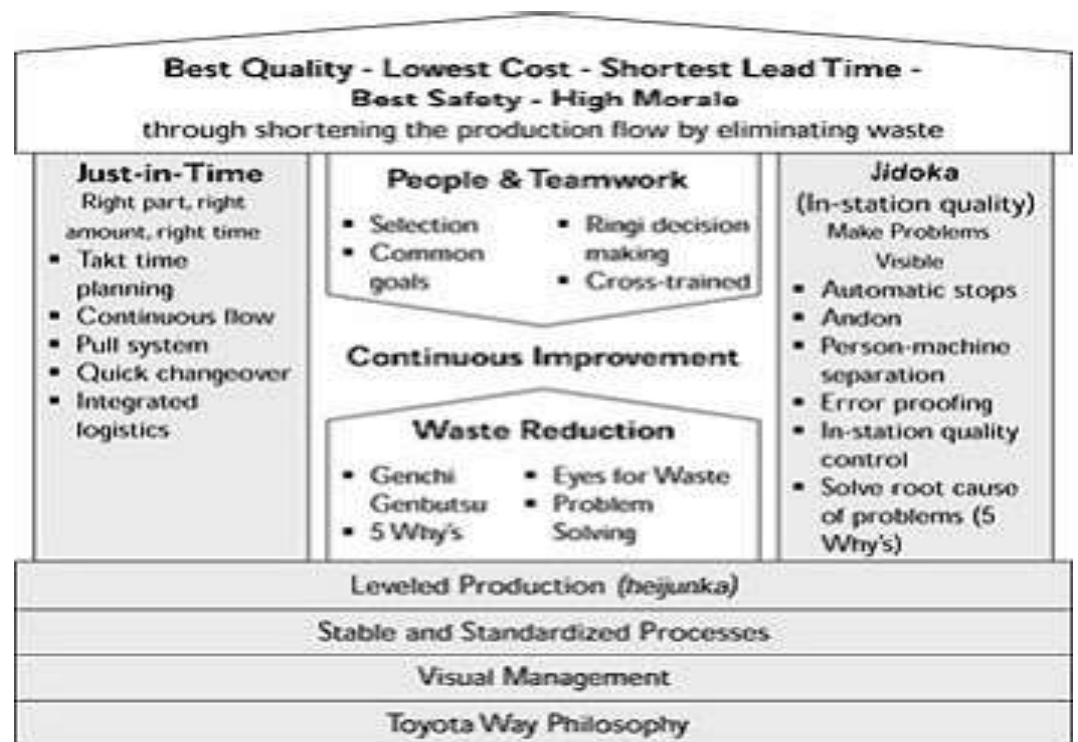 Best Quality - Lowest Cost - Shortest Lead Time -
Best Safety - High Morale
through shortening the production flow by eliminating waste
Just-in-Time
Right part, right
amount, right time
▪ Takt time
planning
▪ Continuous flow
▪ Pull system
▪ Quick changeover
▪ Integrated
logistics
People & Teamwork
▪ Selection
▪ Common
goals
▪ Ringi decision
making
▪ Cross-trained
Continuous Improvement
Waste Reduction
▪ Genchi
Genbutsu
▪ 5 Why's
▪ Eyes for Waste
▪ Problem
Solving
Jidoka
(In-station quality)
Make Problems
Visible
▪ Automatic stops
▪ Andon
▪ Person-machine
separation
▪ Error proofing
▪ In-station quality
control
▪ Solve root cause
of problems (5
Why's)
Leveled Production (heijunka)
Stable and Standardized Processes
Visual Management
Toyota Way Philosophy